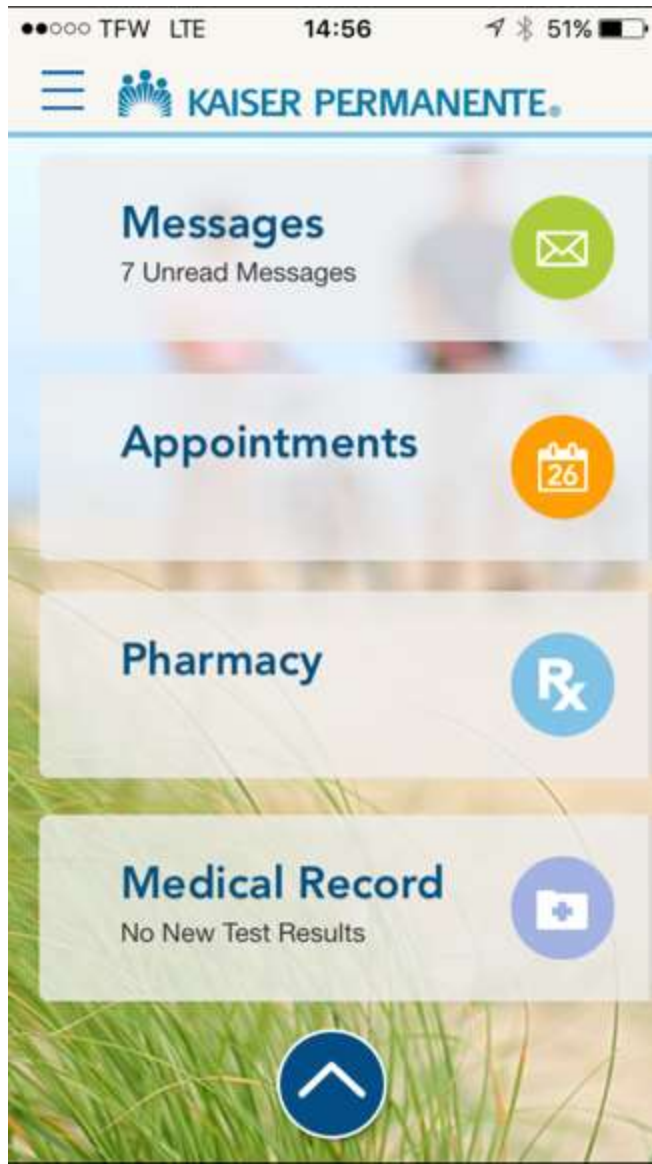 TFW LTE 14:56 51%
KAISER PERMANENTE®
Messages
7 Unread Messages
Appointments
26
Pharmacy
Rx
Medical Record
No New Test Results